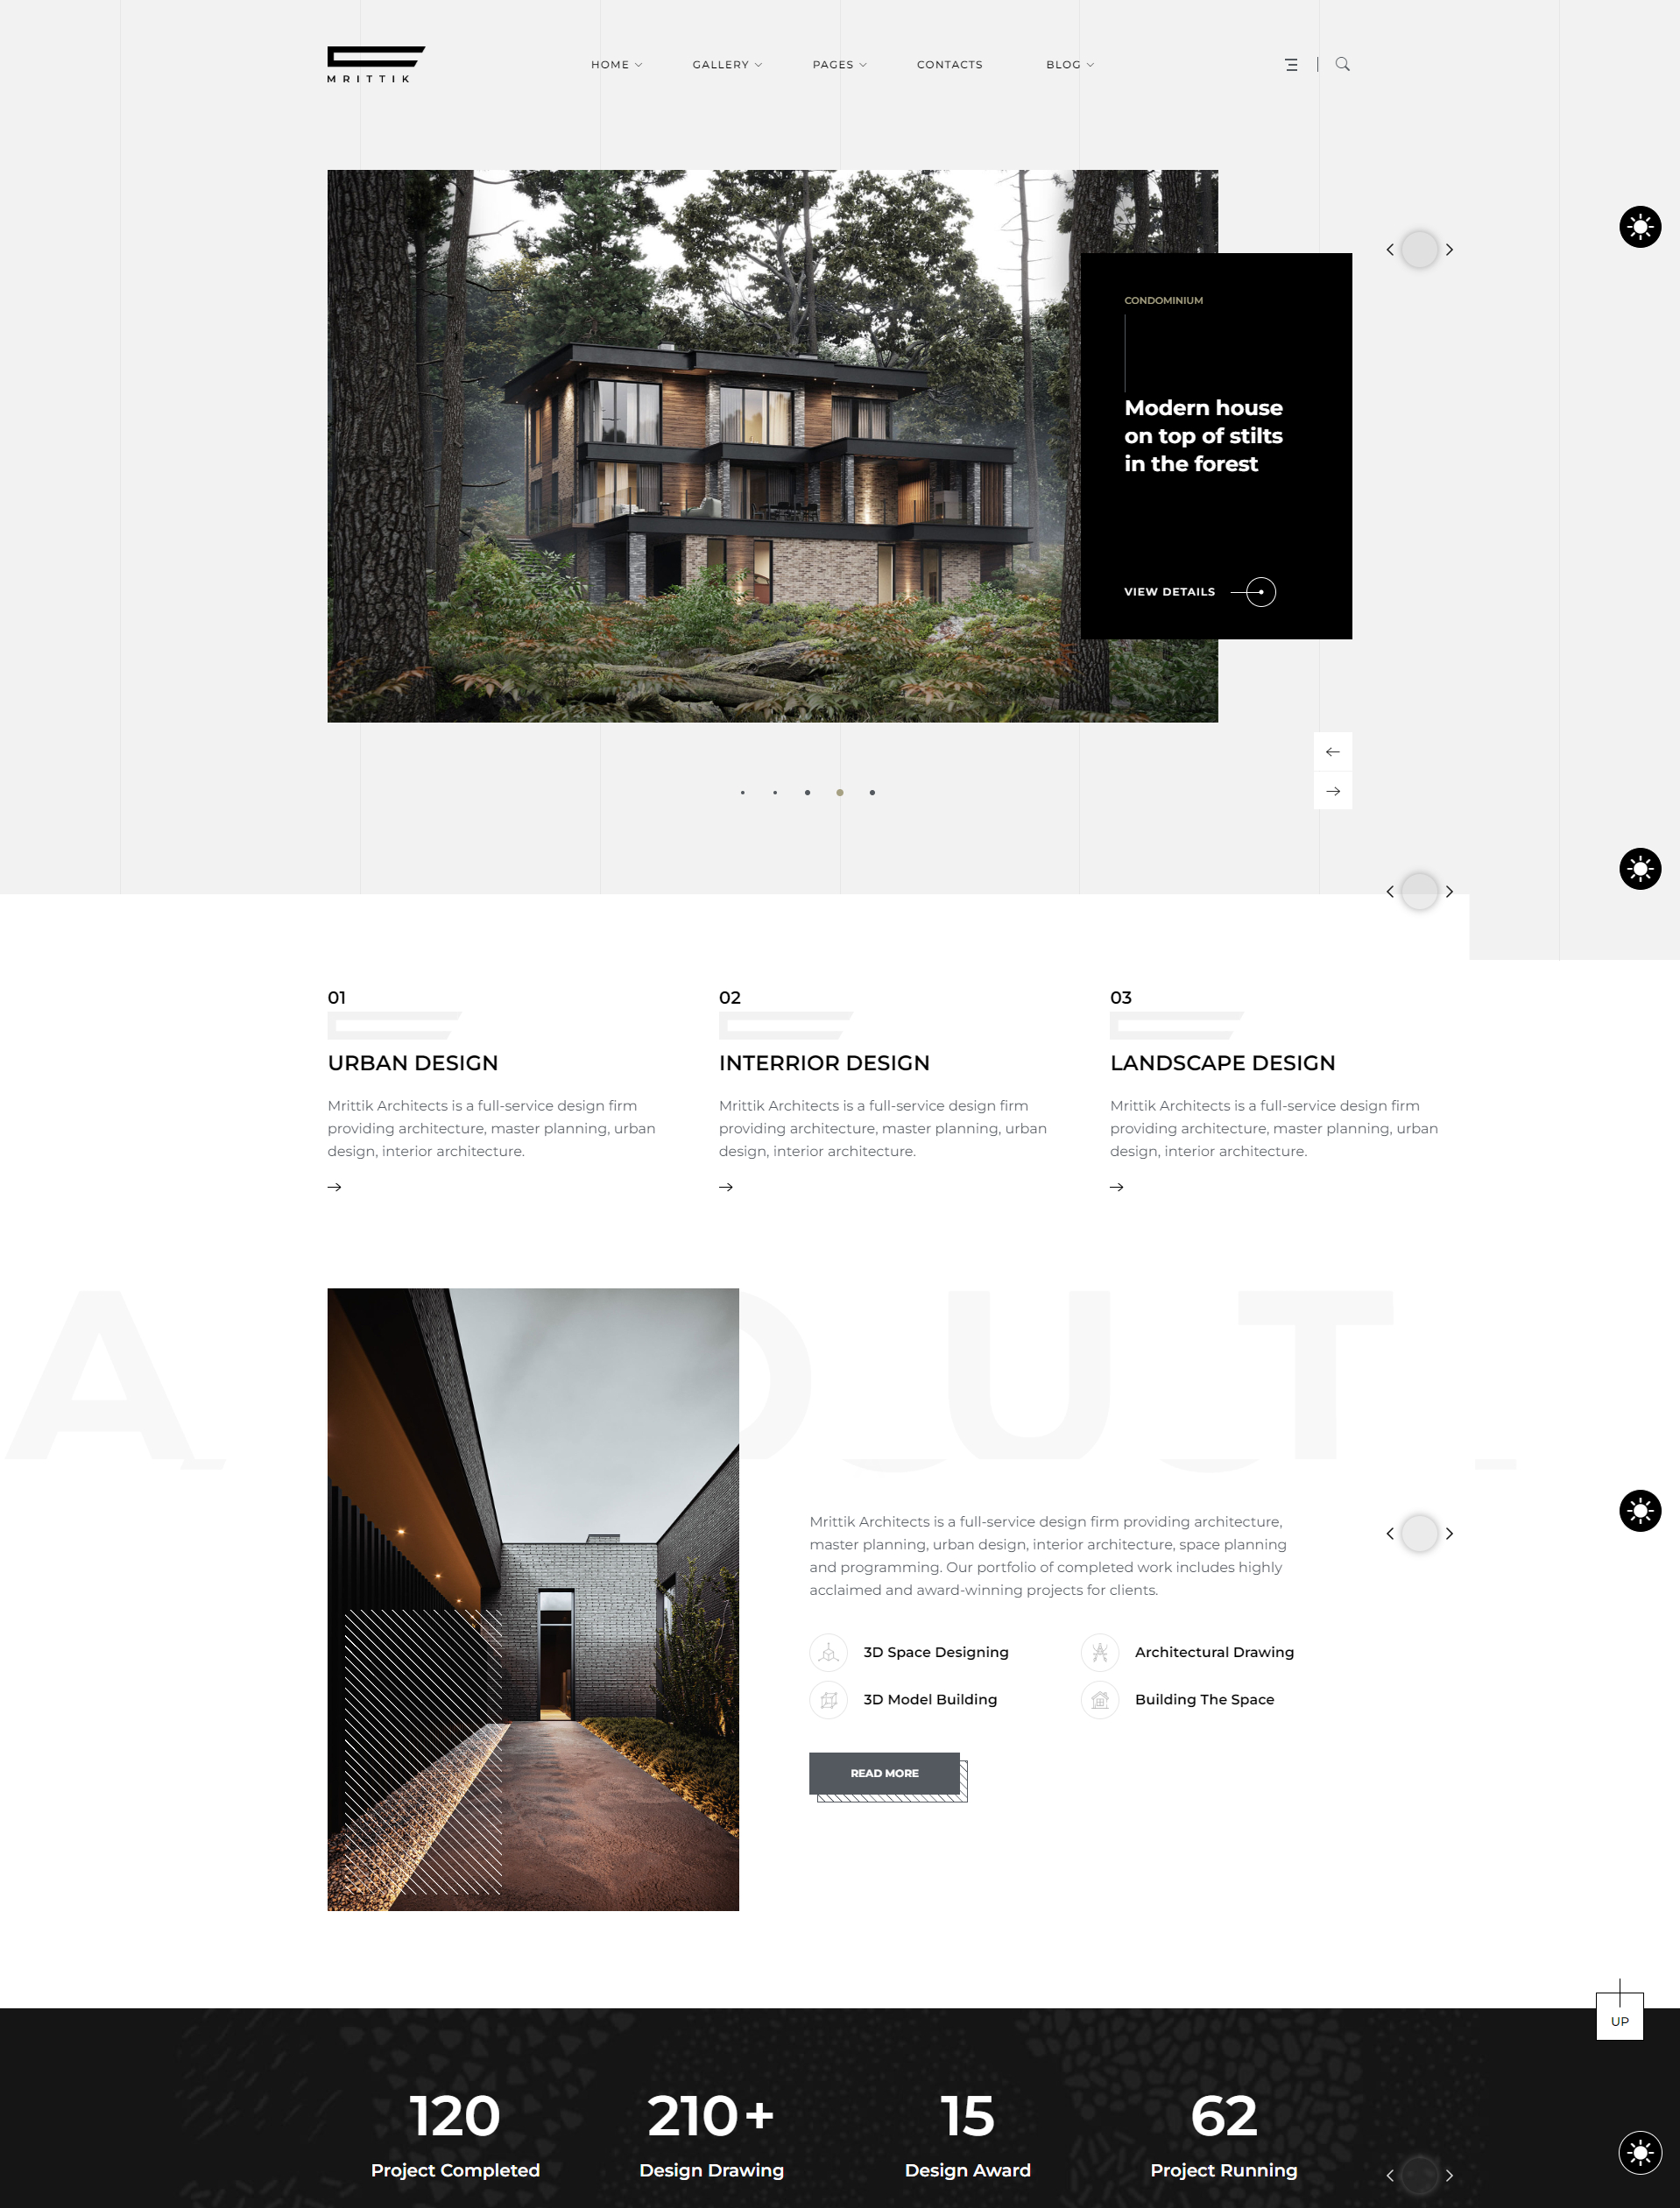 MRITTIK
HOME GALLERY PAGES CONTACTS BLOG
CONDOMINIUM
Modern house
on top of stilts
in the forest
VIEW DETAILS
01
URBAN DESIGN
Mrittik Architects is a full-service design firm
providing architecture, master planning, urban
design, interior architecture.
02
INTERRIOR DESIGN
Mrittik Architects is a full-service design firm
providing architecture, master planning, urban
design, interior architecture.
03
LANDSCAPE DESIGN
Mrittik Architects is a full-service design firm
providing architecture, master planning, urban
design, interior architecture.
Mrittik Architects is a full-service design firm providing architecture,
master planning, urban design, interior architecture, space planning
and programming. Our portfolio of completed work includes highly
acclaimed and award-winning projects for clients.
3D Space Designing
Architectural Drawing
3D Model Building
Building The Space
READ MORE
UP
120
Project Completed
210+
Design Drawing
15
Design Award
62
Project Running